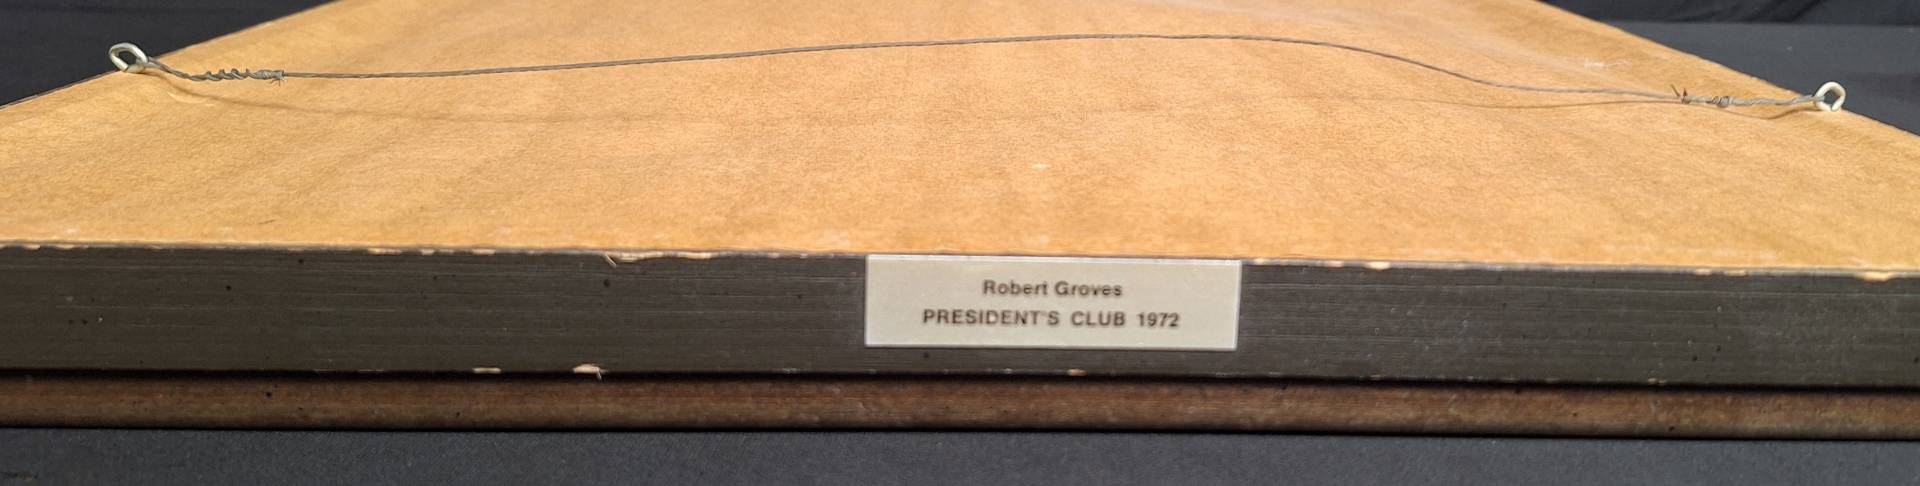 Robert Groves
PRESIDENT'S CLUB 1972